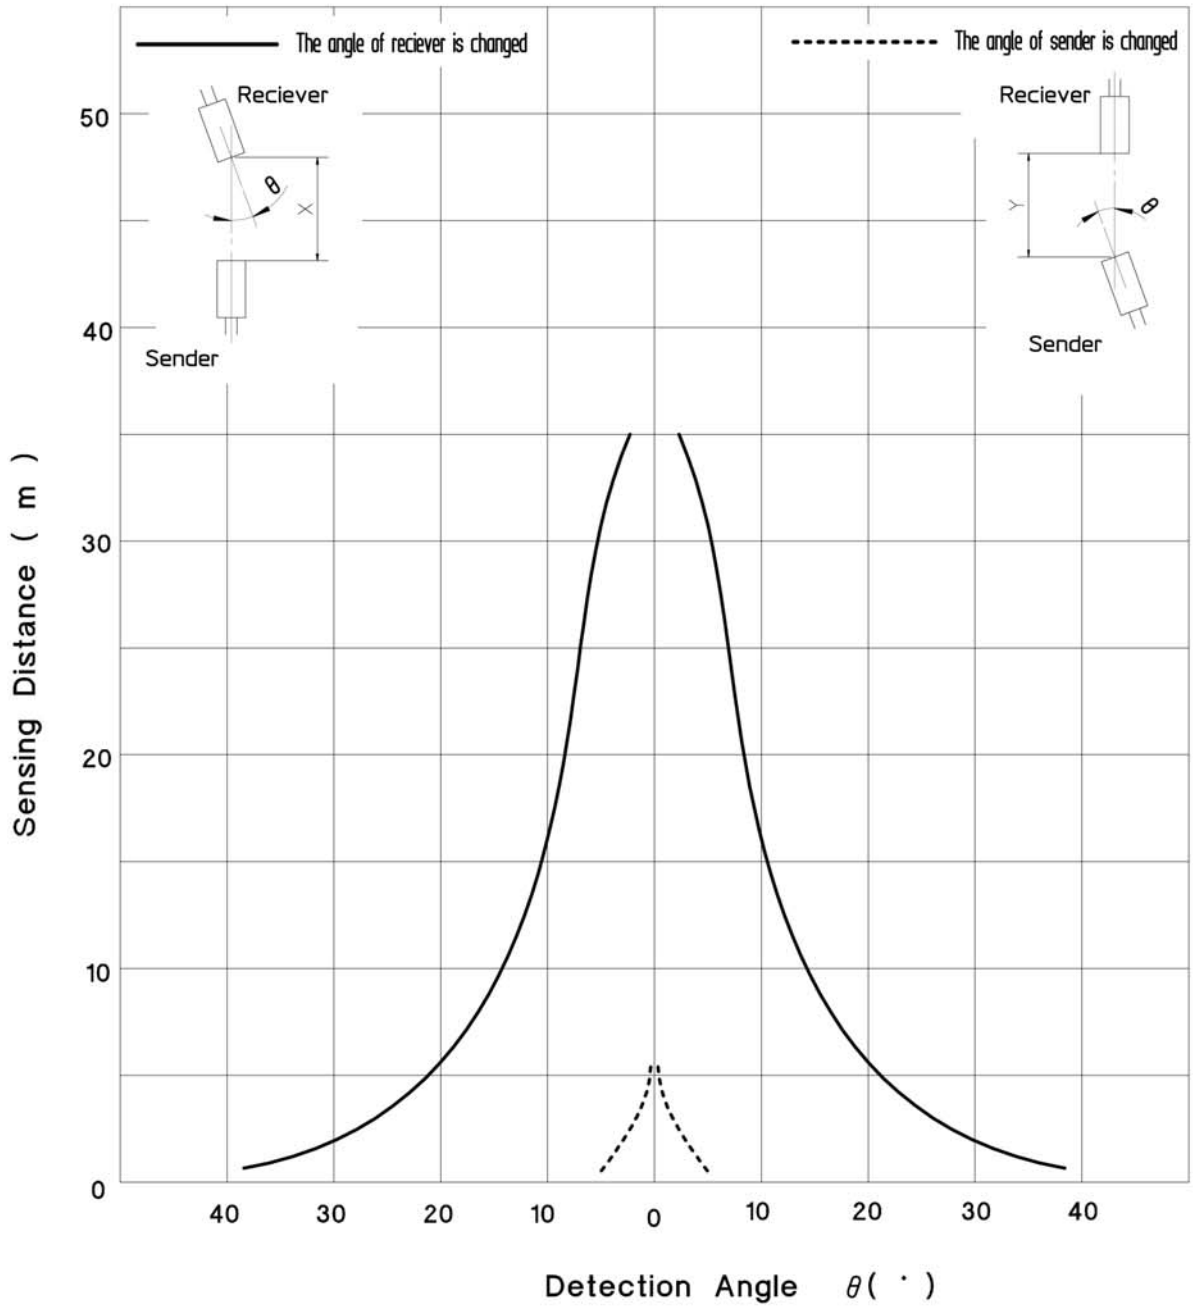 The angle of reciever is changed
The angle of sender is changed
Reciever
θ
X
Sender
Reciever
Y
θ
Sender
Sensing Distance ( m )
50
40
30
20
10
0
40 30 20 10 0 10 20 30 40
Detection Angle θ( ° )